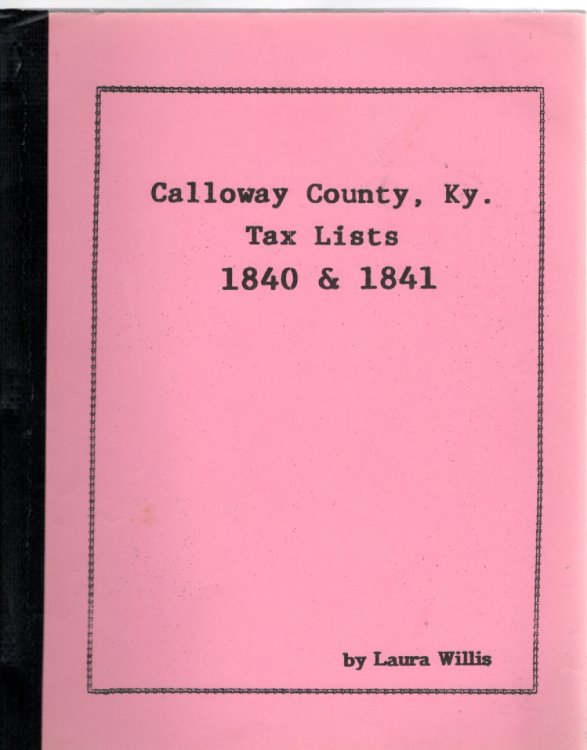 Calloway County, Ky.
Tax Lists
1840 & 1841
by Laura Willis